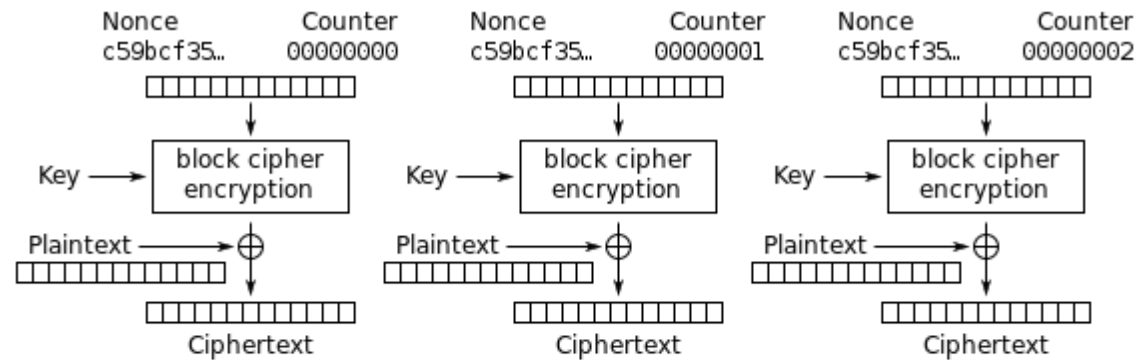 Nonce Counter Nonce Counter Nonce Counter
c59bcf35… 00000000 c59bcf35… 00000001 c59bcf35… 00000002
block cipher block cipher block cipher
Key Key Key
encryption encryption encryption
Plaintext Plaintext Plaintext
Ciphertext Ciphertext Ciphertext